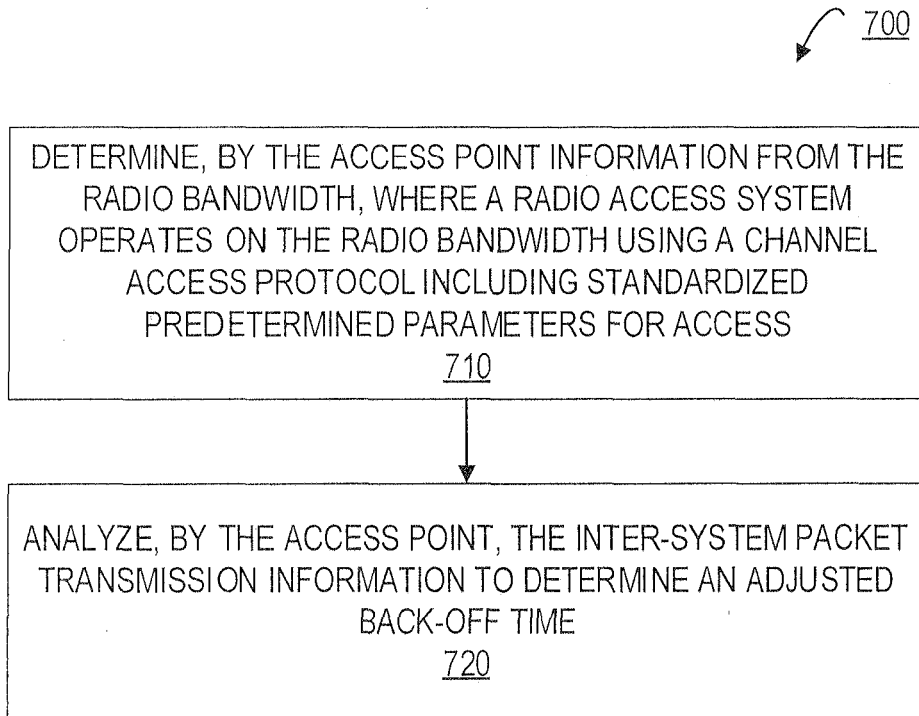 700
DETERMINE, BY THE ACCESS POINT INFORMATION FROM THE
RADIO BANDWIDTH, WHERE A RADIO ACCESS SYSTEM
OPERATES ON THE RADIO BANDWIDTH USING A CHANNEL
ACCESS PROTOCOL INCLUDING STANDARDIZED
PREDETERMINED PARAMETERS FOR ACCESS
710
ANALYZE, BY THE ACCESS POINT, THE INTER-SYSTEM PACKET
TRANSMISSION INFORMATION TO DETERMINE AN ADJUSTED
BACK-OFF TIME
720